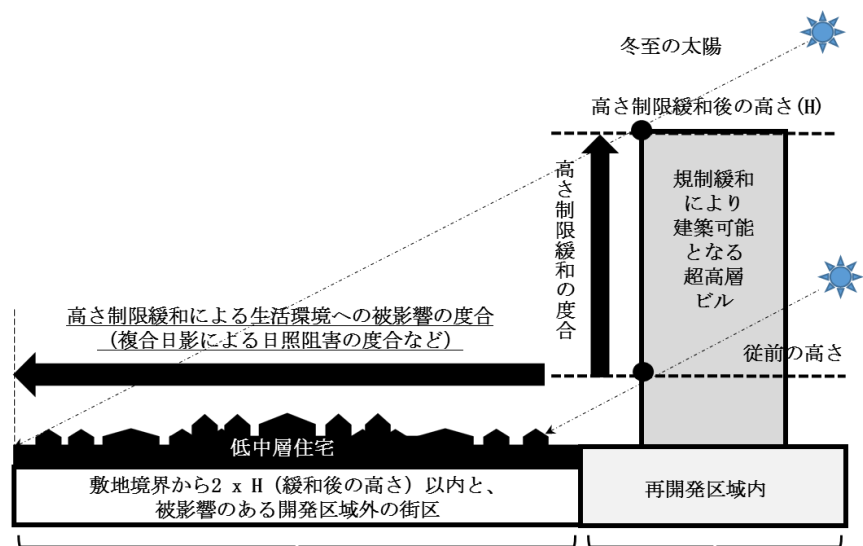 冬至の太陽
高さ制限緩和後の高さ(H)
高さ制限緩和の度合
規制緩和
により
建築可能
となる
超高層
ビル
高さ制限緩和による生活環境への被影響の度合
(複合日影による日照阻害の度合など)
従前の高さ
低中層住宅
敷地境界から2 x H (緩和後の高さ) 以内と、
被影響のある開発区域外の街区
再開発区域内